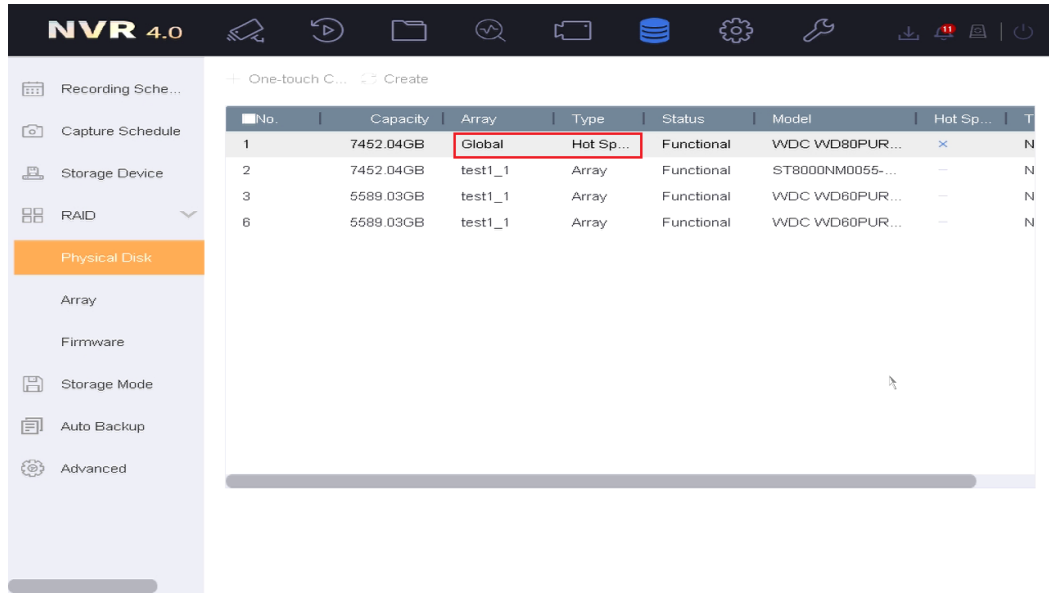 NVR 4.0
11
Recording Sche...
Capture Schedule
Storage Device
RAID
Physical Disk
Array
Firmware
Storage Mode
Auto Backup
Advanced
One-touch C... Create
No. Capacity Array Type Status Model Hot Sp... T
1 7452.04GB Global Hot Sp... Functional WDC WD80PUR... ×
2 7452.04GB test1_1 Array Functional ST8000NM0055-... — N
3 5589.03GB test1_1 Array Functional WDC WD60PUR... — N
6 5589.03GB test1_1 Array Functional WDC WD60PUR... — N